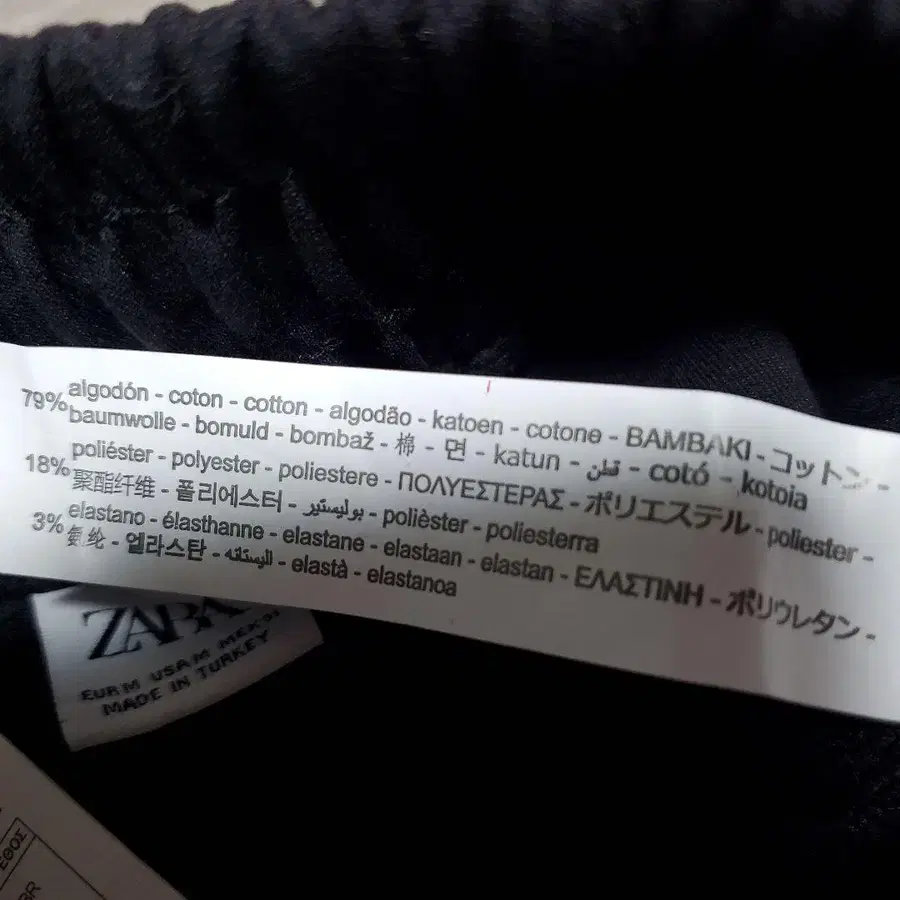 79% algodón - coton - cotton - algodão - katoen - cotone - ΒΑΜΒΑΚΙ - コットン -
baumwolle - bomuld - bombaž - 棉 - 면 - katun - قطن - cotó - kotoia
18% poliéster - polyester - poliestere - ΠΟΛΥΕΣΤΕΡΑΣ - ポリエステル - poliester -
聚酯纤维 - 폴리에스터 - بوليستير - polièster - poliesterra
3% elastano - élasthanne - elastane - elastaan - elastan - ΕΛΑΣΤΙΝΗ - ポリウレタン -
氨纶 - 엘라스탄 - الليستانه - elastà - elastanoa
ZARA
EUR M USA M MEX
MADE IN TURKEY